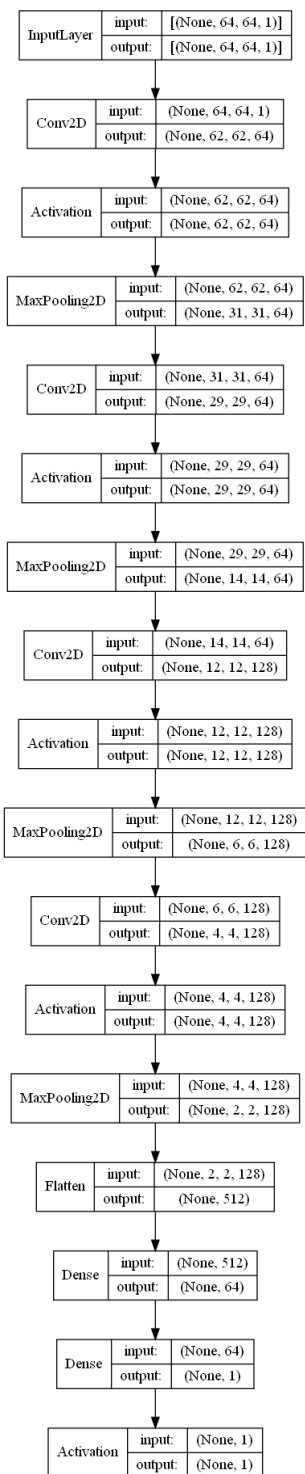 InputLayer input: [(None, 64, 64, 1)]
output: [(None, 64, 64, 1)]
Conv2D input: (None, 64, 64, 1)
output: (None, 62, 62, 64)
Activation input: (None, 62, 62, 64)
output: (None, 62, 62, 64)
MaxPooling2D input: (None, 62, 62, 64)
output: (None, 31, 31, 64)
Conv2D input: (None, 31, 31, 64)
output: (None, 29, 29, 64)
Activation input: (None, 29, 29, 64)
output: (None, 29, 29, 64)
MaxPooling2D input: (None, 29, 29, 64)
output: (None, 14, 14, 64)
Conv2D input: (None, 14, 14, 64)
output: (None, 12, 12, 128)
Activation input: (None, 12, 12, 128)
output: (None, 12, 12, 128)
MaxPooling2D input: (None, 12, 12, 128)
output: (None, 6, 6, 128)
Conv2D input: (None, 6, 6, 128)
output: (None, 4, 4, 128)
Activation input: (None, 4, 4, 128)
output: (None, 4, 4, 128)
MaxPooling2D input: (None, 4, 4, 128)
output: (None, 2, 2, 128)
Flatten input: (None, 2, 2, 128)
output: (None, 512)
Dense input: (None, 512)
output: (None, 64)
Dense input: (None, 64)
output: (None, 1)
Activation input: (None, 1)
output: (None, 1)